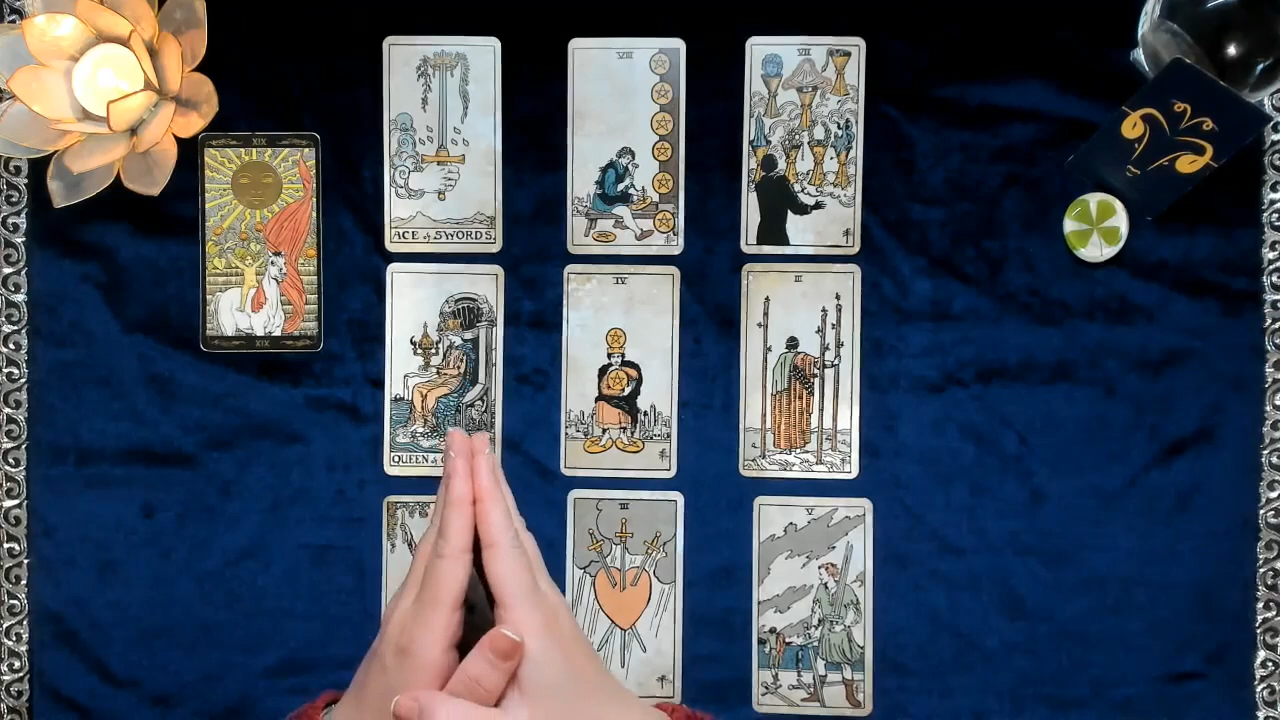 XIX
XIX
ACE of SWORDS.
VIII
VII
QUEEN of
IV
III
III
V